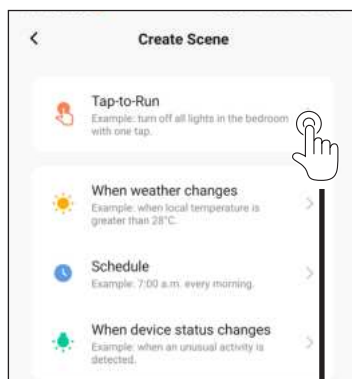 Create Scene
Tap-to-Run
Example: turn off all lights in the bedroom
with one tap.
When weather changes
Example: when local temperature is
greater than 28°C.
Schedule
Example: 7:00 a.m. every morning.
When device status changes
Example: when an unusual activity is
detected.